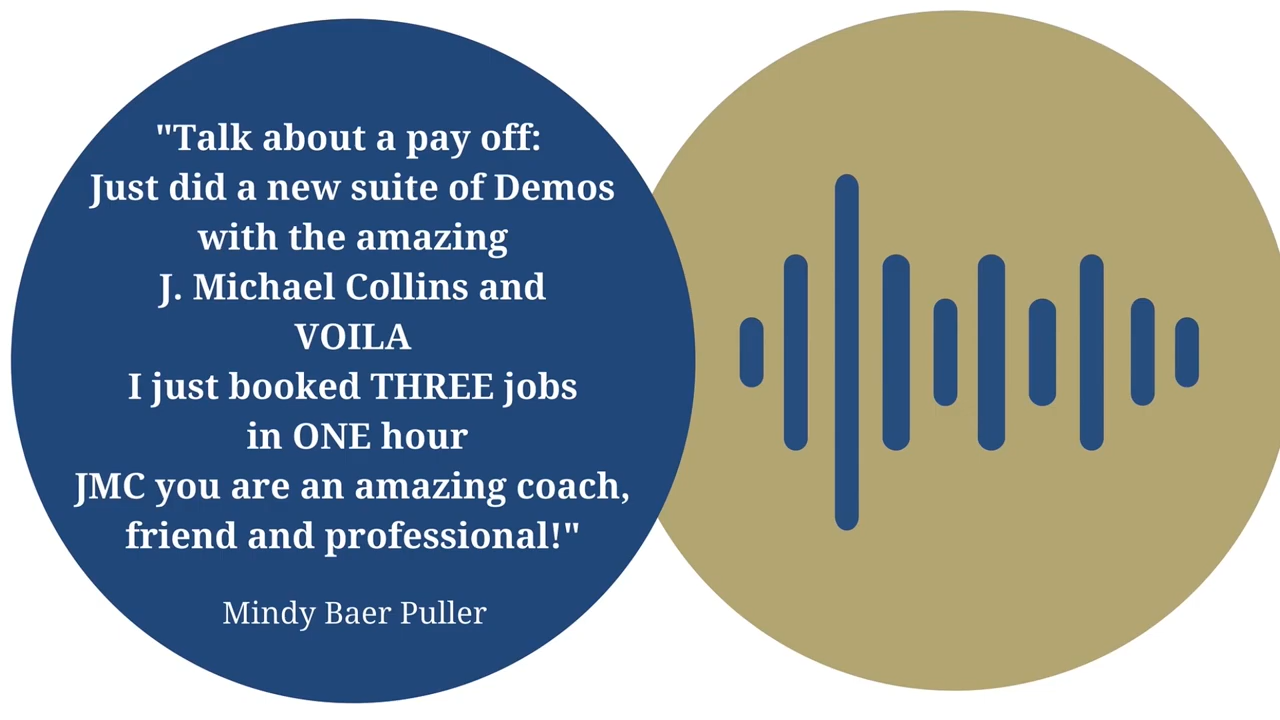 "Talk about a pay off:
Just did a new suite of Demos
with the amazing
J. Michael Collins and
VOILA
I just booked THREE jobs
in ONE hour
JMC you are an amazing coach,
friend and professional!"
Mindy Baer Puller